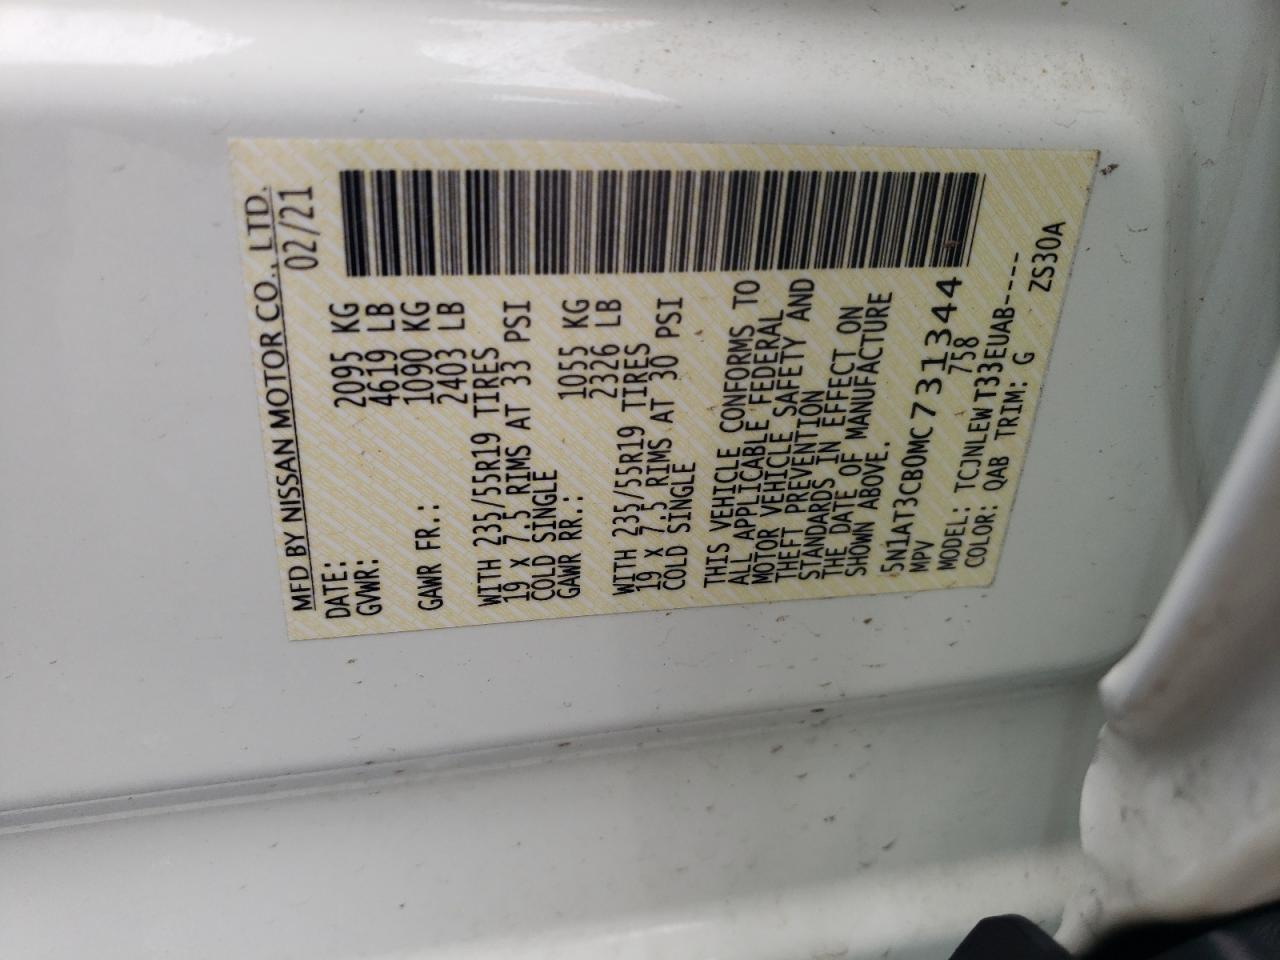 MFD BY NISSAN MOTOR CO., LTD.
DATE: 02/21
GVWR: 2095 KG
4619 LB
GAWR FR.: 1090 KG
2403 LB
WITH 235/55R19 TIRES
19 X 7.5 RIMS AT 33 PSI
COLD SINGLE
GAWR RR.: 1055 KG
2326 LB
WITH 235/55R19 TIRES
19 X 7.5 RIMS AT 30 PSI
COLD SINGLE
THIS VEHICLE CONFORMS TO
ALL APPLICABLE FEDERAL
MOTOR VEHICLE SAFETY AND
THEFT PREVENTION
STANDARDS IN EFFECT ON
THE DATE OF MANUFACTURE
SHOWN ABOVE.
5N1AT3CB0MC731344
MPV 758
MODEL: TCJNLEWT33EUAB----
COLOR: QAB TRIM: G ZS30A